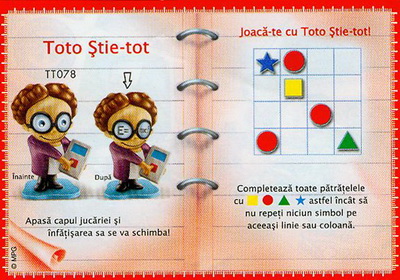 Toto Ştie-tot
TT078
Înainte
După
Apasă capul jucăriei şi
înfăţişarea sa se va schimba!
© MPG
Joacă-te cu Toto Ştie-tot!
Completează toate pătrăţelele
cu astfel încât să
nu repeţi niciun simbol pe
aceeaşi linie sau coloană.